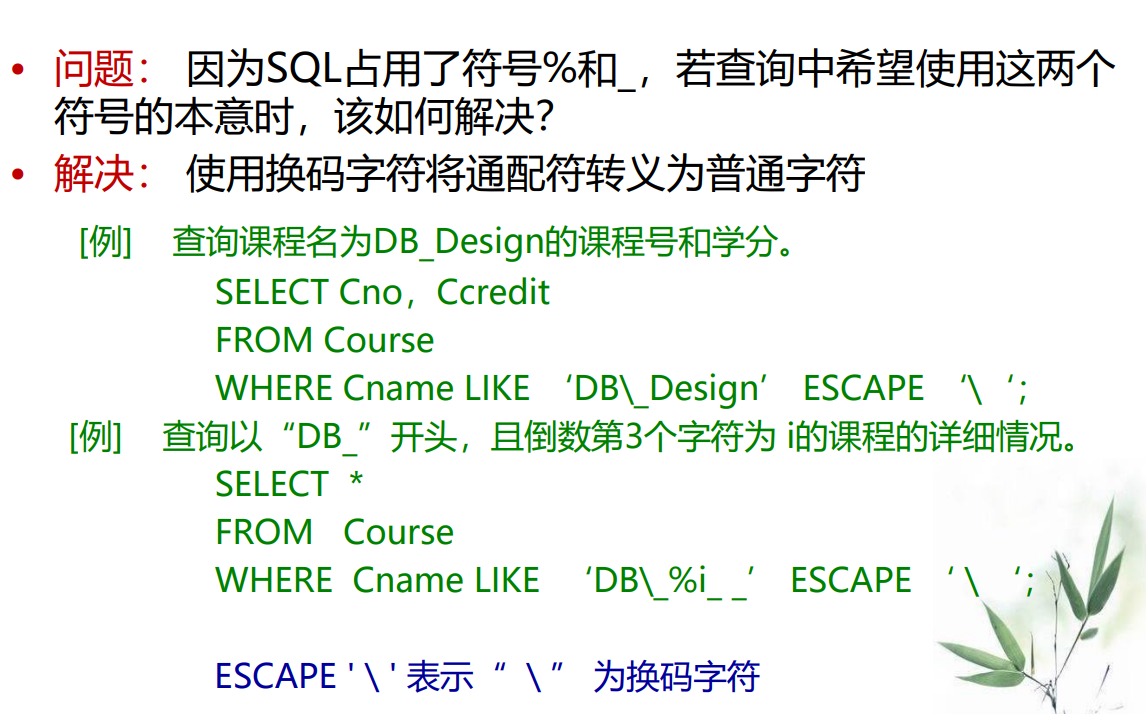 • 问题： 因为SQL占用了符号%和_，若查询中希望使用这两个
符号的本意时，该如何解决？
• 解决： 使用换码字符将通配符转义为普通字符
[例] 查询课程名为DB_Design的课程号和学分。
SELECT Cno，Ccredit
FROM Course
WHERE Cname LIKE ‘DB\_Design’ ESCAPE ‘\ ‘；
[例] 查询以“DB_”开头，且倒数第3个字符为 i的课程的详细情况。
SELECT *
FROM Course
WHERE Cname LIKE ‘DB\_%i_ _’ ESCAPE ‘ \ ‘；
ESCAPE ' \ ' 表示“ \ ” 为换码字符